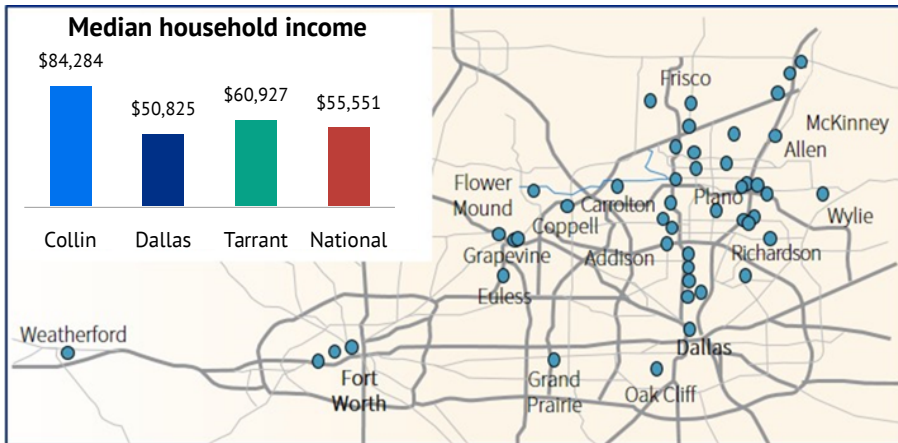 Median household income
$84,284
$50,825
$60,927
$55,551
Collin
Dallas
Tarrant
National
Frisco
McKinney
Allen
Flower
Mound
Carrolton
Plano
Wylie
Coppell
Grapevine
Addison
Richardson
Euless
Weatherford
Dallas
Fort
Worth
Grand
Prairie
Oak Cliff